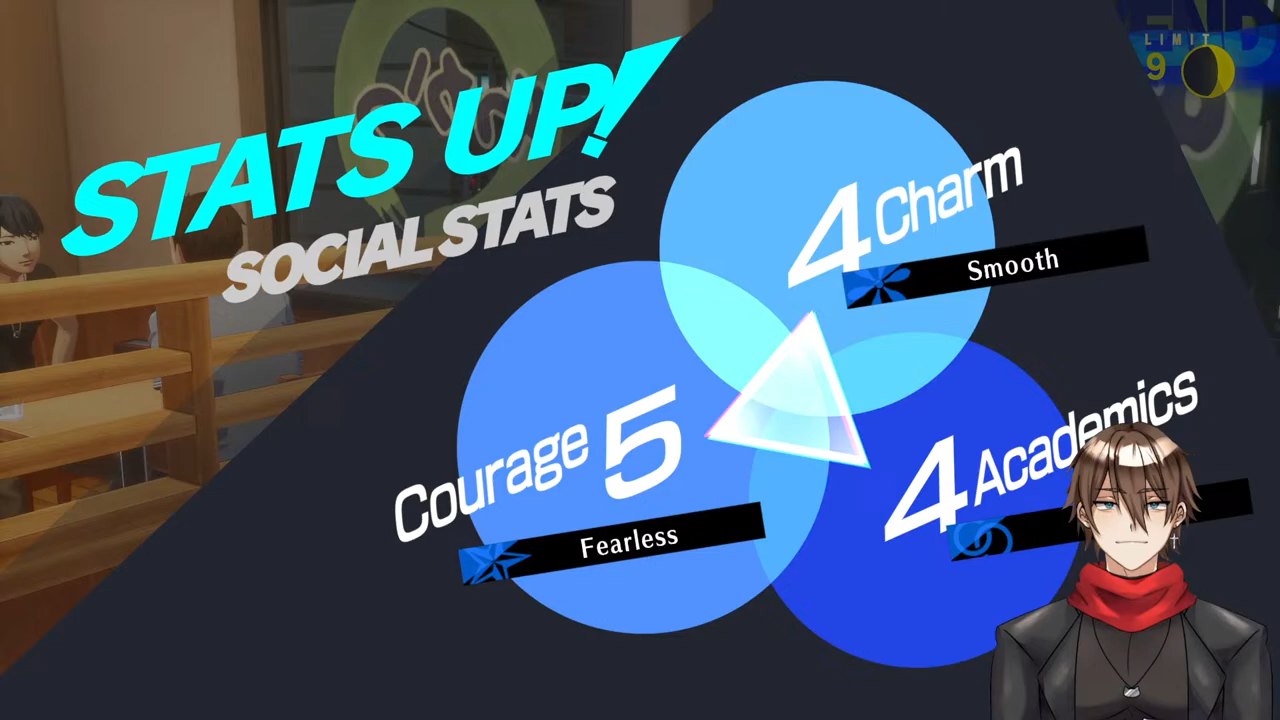 STATS UP!
SOCIAL STATS
LIMIT
9
4 Charm
Smooth
Courage 5
Fearless
4 Academics